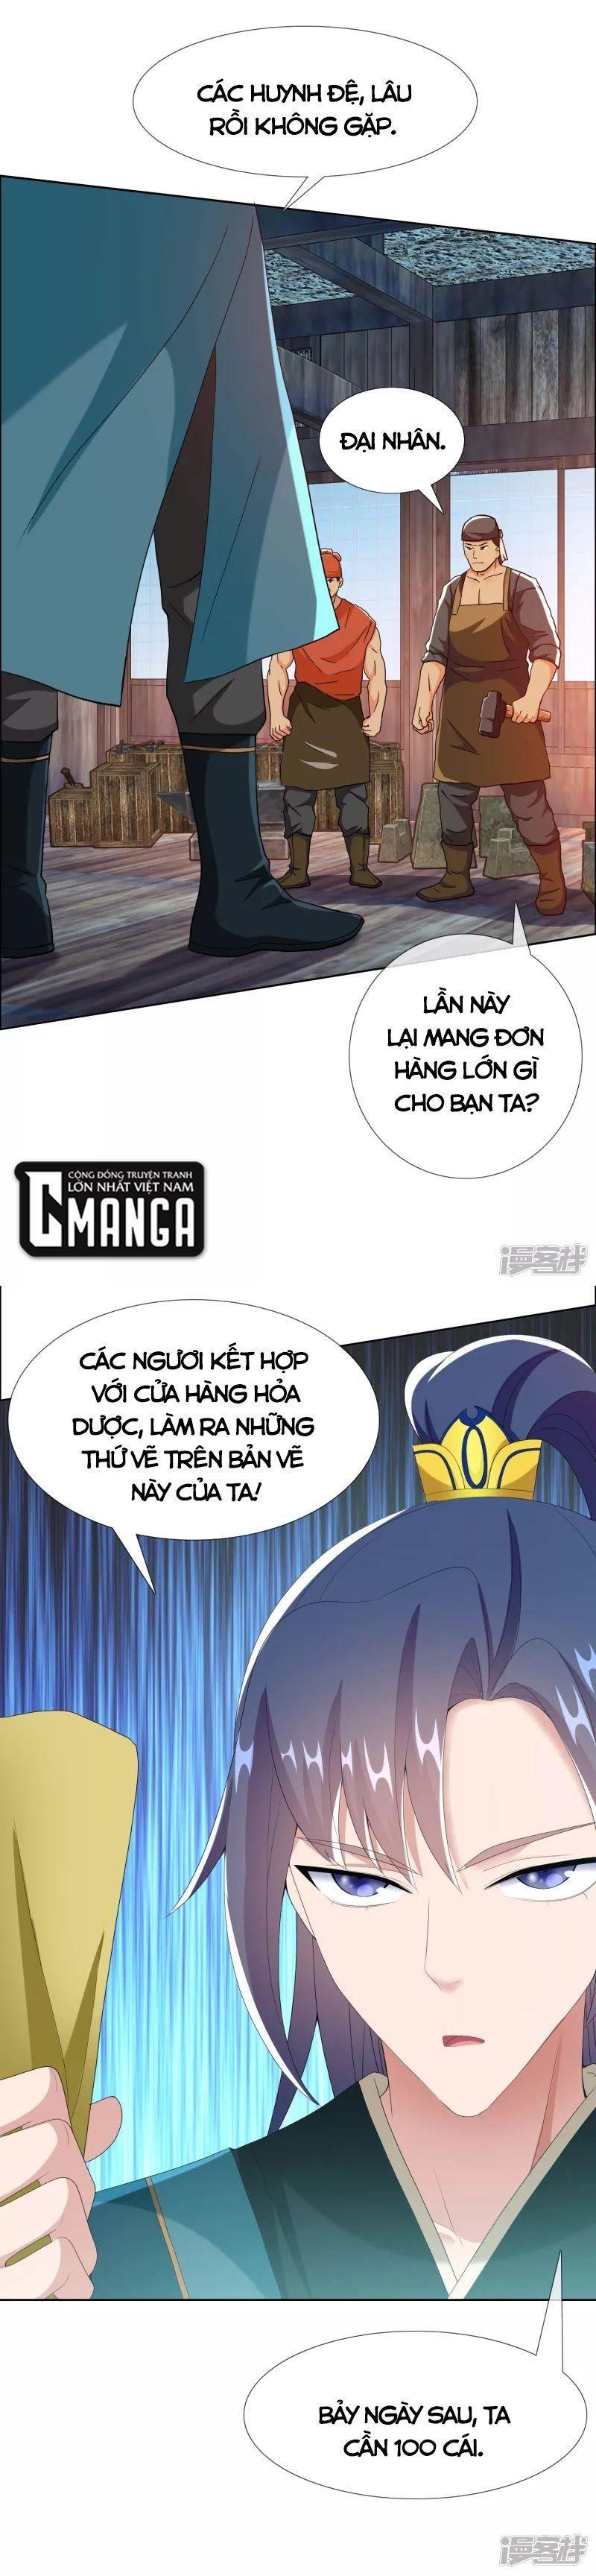 CÁC HUYNH ĐỆ, LÂU
RỒI KHÔNG GẶP.
ĐẠI NHÂN.
CMANGA
CMANGA
LẦN NÀY
LẠI MANG ĐƠN
HÀNG LỚN GÌ
CHO BẠN TA?
CỘNG ĐỒNG TRUYỆN TRANH
LỚN NHẤT VIỆT NAM
CMANGA
漫客栈
CÁC NGƯƠI KẾT HỢP
VỚI CỬA HÀNG HỎA
DƯỢC, LÀM RA NHỮNG
THỨ VẼ TRÊN BẢN VẼ
NÀY CỦA TA!
BẢY NGÀY SAU, TA
CẦN 100 CÁI.
漫客栈